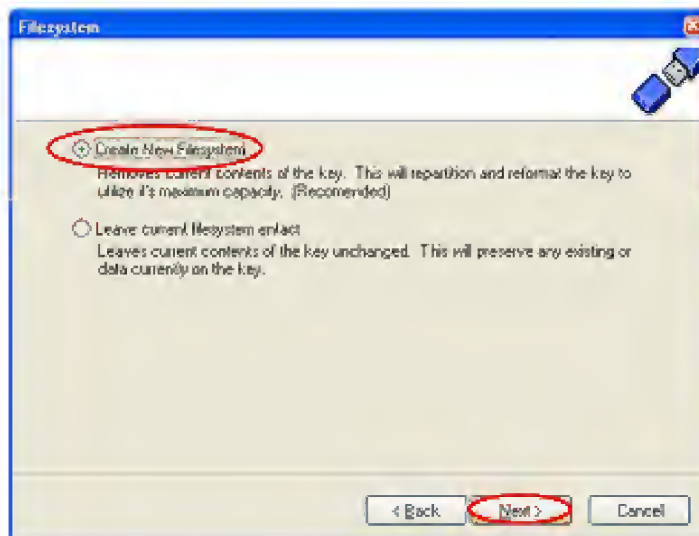 Filesystem
Create New Filesystem
Removes current contents of the key. This will repartition and reformat the key to
utilize it's maximum capacity. (Recomended)
Leave current filesystem entact
Leaves current contents of the key unchanged. This will preserve any existing or
data currently on the key.
< Back
Next >
Cancel